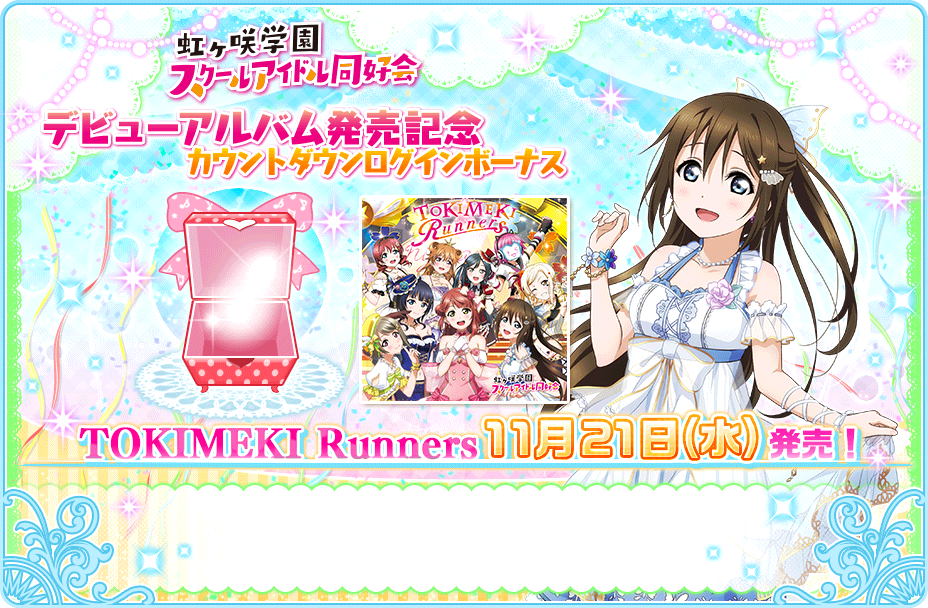 虹ヶ咲学園
スクールアイドル同好会
デビューアルバム発売記念
カウントダウンログインボーナス
TOKIMEKI
Runners
虹ヶ咲学園
スクールアイドル同好会
TOKIMEKI Runners 11月21日(水) 発売!